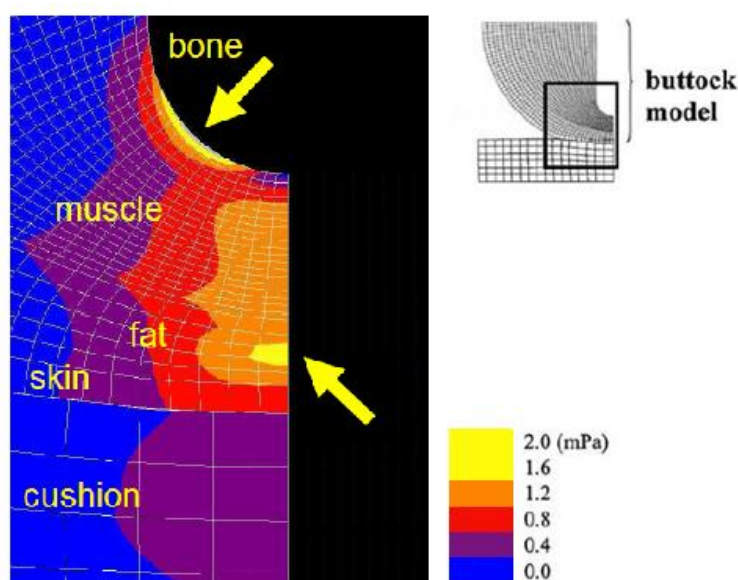 bone
muscle
fat
skin
cushion
buttock
model
2.0 (mPa)
1.6
1.2
0.8
0.4
0.0